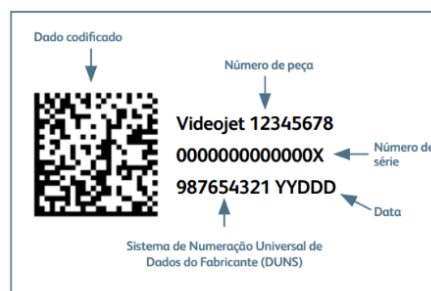 Dado codificado
Número de peça
Videojet 12345678
0000000000000X
Número de
série
987654321 YYDDD
Data
Sistema de Numeração Universal de
Dados do Fabricante (DUNS)